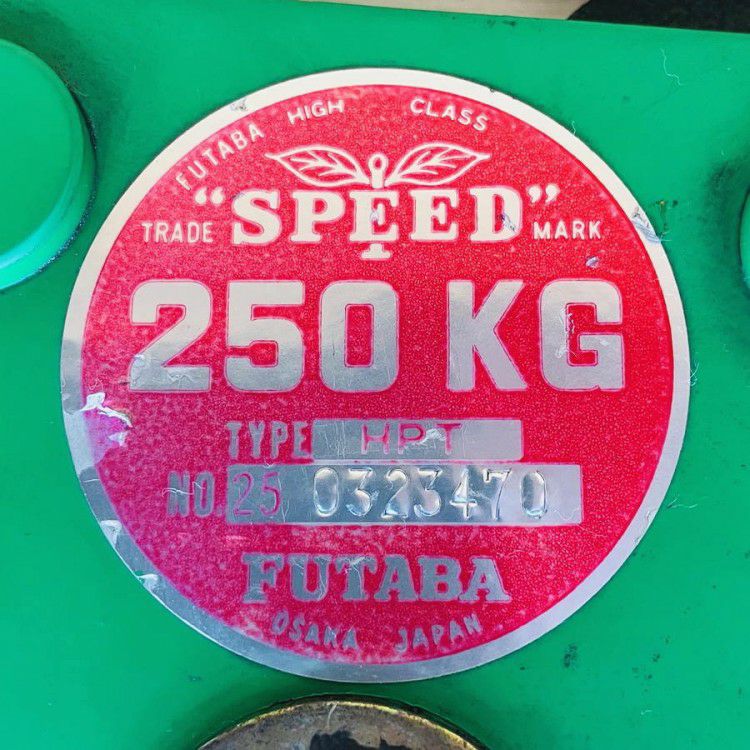 FUTABA HIGH CLASS
TRADE "SPEED" MARK
250 KG
TYPE HPT
NO.25 0323470
FUTABA
OSAKA JAPAN